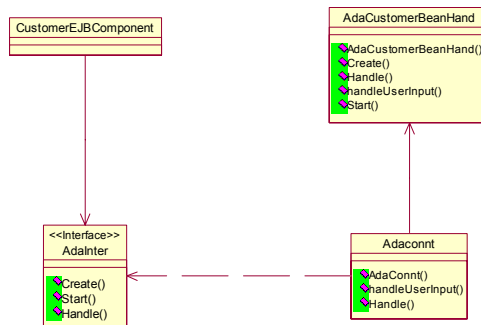 CustomerEJBComponent
AdaCustomerBeanHand
AdaCustomerBeanHand()
Create()
Handle()
handleUserInput()
Start()
<<Interface>>
AdaInter
Create()
Start()
Handle()
Adaconnt
AdaConnt()
handleUserInput()
Handle()